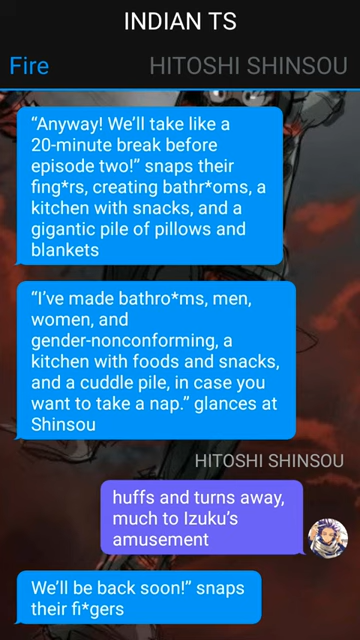 INDIAN TS
Fire HITOSHI SHINSOU
“Anyway! We’ll take like a
20-minute break before
episode two!” snaps their
fing*rs, creating bathr*oms, a
kitchen with snacks, and a
gigantic pile of pillows and
blankets
“I’ve made bathro*ms, men,
women, and
gender-nonconforming, a
kitchen with foods and snacks,
and a cuddle pile, in case you
want to take a nap.” glances at
Shinsou
HITOSHI SHINSOU
huffs and turns away,
much to Izuku’s
amusement
We’ll be back soon!” snaps
their fi*gers